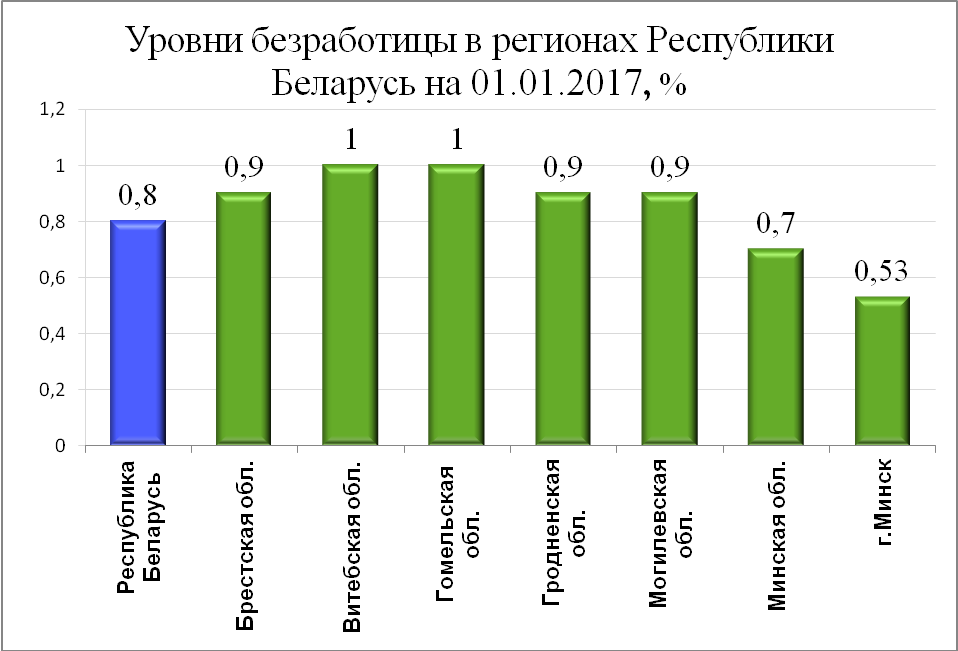 Уровни безработицы в регионах Республики
Беларусь на 01.01.2017, %
1,2
1
0,8
0,6
0,4
0,2
0
0,8
0,9
1
1
0,9
0,9
0,7
0,53
Республика
Беларусь
Брестская обл.
Витебская обл.
Гомельская
обл.
Гродненская
обл.
Могилевская
обл.
Минская обл.
г.Минск